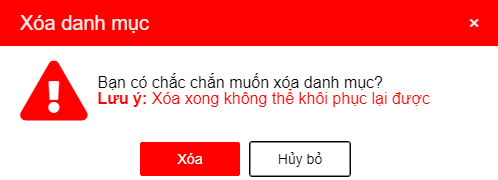 Xóa danh mục
×
Bạn có chắc chắn muốn xóa danh mục?
Lưu ý: Xóa xong không thể khôi phục lại được
Xóa
Hủy bỏ